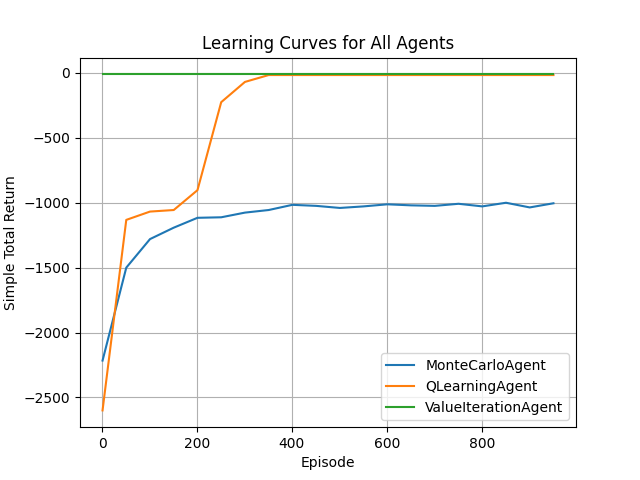 Learning Curves for All Agents
Simple Total Return
0
−500
−1000
−1500
−2000
−2500
0
200
400
600
800
Episode
MonteCarloAgent
QLearningAgent
ValueIterationAgent